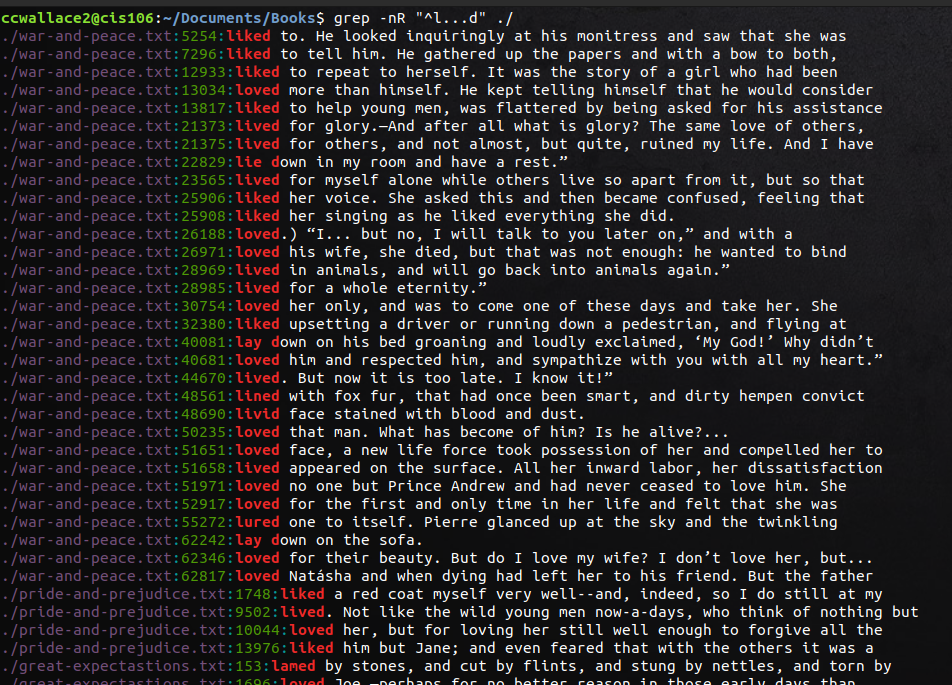 ccwallace2@cis106:~/Documents/Books$ grep -nR "^l...d" ./
./war-and-peace.txt:5254:liked to. He looked inquiringly at his monitress and saw that she was
./war-and-peace.txt:7296:liked to tell him. He gathered up the papers and with a bow to both,
./war-and-peace.txt:12933:liked to repeat to herself. It was the story of a girl who had been
./war-and-peace.txt:13034:loved more than himself. He kept telling himself that he would consider
./war-and-peace.txt:13817:liked to help young men, was flattered by being asked for his assistance
./war-and-peace.txt:21373:lived for glory.—And after all what is glory? The same love of others,
./war-and-peace.txt:21375:lived for others, and not almost, but quite, ruined my life. And I have
./war-and-peace.txt:22829:lie down in my room and have a rest.”
./war-and-peace.txt:23565:lived for myself alone while others live so apart from it, but so that
./war-and-peace.txt:25906:liked her voice. She asked this and then became confused, feeling that
./war-and-peace.txt:25908:liked her singing as he liked everything she did.
./war-and-peace.txt:26188:loved.) “I... but no, I will talk to you later on,” and with a
./war-and-peace.txt:26971:loved his wife, she died, but that was not enough: he wanted to bind
./war-and-peace.txt:28969:lived in animals, and will go back into animals again.”
./war-and-peace.txt:28985:lived for a whole eternity.”
./war-and-peace.txt:30754:loved her only, and was to come one of these days and take her. She
./war-and-peace.txt:32380:liked upsetting a driver or running down a pedestrian, and flying at
./war-and-peace.txt:40081:lay down on his bed groaning and loudly exclaimed, ‘My God!’ Why didn’t
./war-and-peace.txt:40681:loved him and respected him, and sympathize with you with all my heart.”
./war-and-peace.txt:44670:lived. But now it is too late. I know it!”
./war-and-peace.txt:48561:lined with fox fur, that had once been smart, and dirty hempen convict
./war-and-peace.txt:48690:livid face stained with blood and dust.
./war-and-peace.txt:50235:loved that man. What has become of him? Is he alive?...
./war-and-peace.txt:51651:loved face, a new life force took possession of her and compelled her to
./war-and-peace.txt:51658:lived appeared on the surface. All her inward labor, her dissatisfaction
./war-and-peace.txt:51971:loved no one but Prince Andrew and had never ceased to love him. She
./war-and-peace.txt:52917:loved for the first and only time in her life and felt that she was
./war-and-peace.txt:55272:lured one to itself. Pierre glanced up at the sky and the twinkling
./war-and-peace.txt:62242:lay down on the sofa.
./war-and-peace.txt:62346:loved for their beauty. But do I love my wife? I don’t love her, but...
./war-and-peace.txt:62817:loved Natásha and when dying had left her to his friend. But the father
./pride-and-prejudice.txt:1748:liked a red coat myself very well--and, indeed, so I do still at my
./pride-and-prejudice.txt:9502:lived. Not like the wild young men now-a-days, who think of nothing but
./pride-and-prejudice.txt:10044:loved her, but for loving her still well enough to forgive all the
./pride-and-prejudice.txt:13976:liked him but Jane; and even feared that with the others it was a
./great-expectastions.txt:153:lamed by stones, and cut by flints, and stung by nettles, and torn by
./great-expectastions.txt:1696:loved Joe,—perhaps for no better reason in those early days than